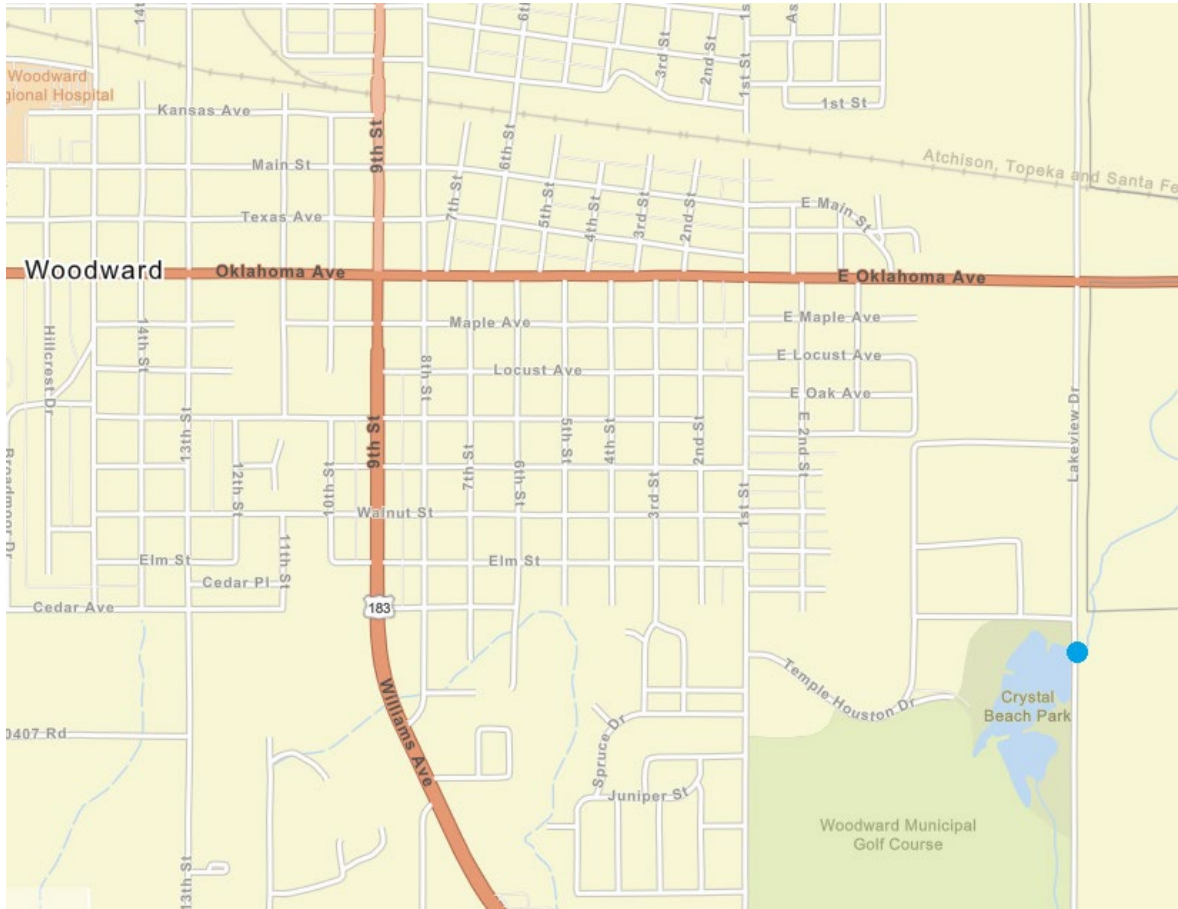 14th
6th
3rd St
2nd St
1st St
1st
As
Woodward
gional Hospital
Kansas Ave
9th St
1st St
Main St
6th St
Atchison, Topeka and Santa Fe
Texas Ave
7th St
5th St
4th St
3rd St
2nd St
E Main St
Woodward
Oklahoma Ave
E Oklahoma Ave
Hillcrest Dr
14th St
Maple Ave
E Maple Ave
8th St
Locust Ave
E Locust Ave
E Oak Ave
Lakeview Dr
13th St
9th St
5th St
4th St
2nd St
E 2nd St
Broadmoor Dr
12th St
10th St
7th St
6th St
3rd St
1st St
Walnut St
Elm St
11th St
Elm St
Cedar Pl
Cedar Ave
183
Temple Houston Dr
Crystal
Beach Park
Williams Ave
0407 Rd
Spruce Dr
Juniper St
Woodward Municipal
Golf Course
13th St